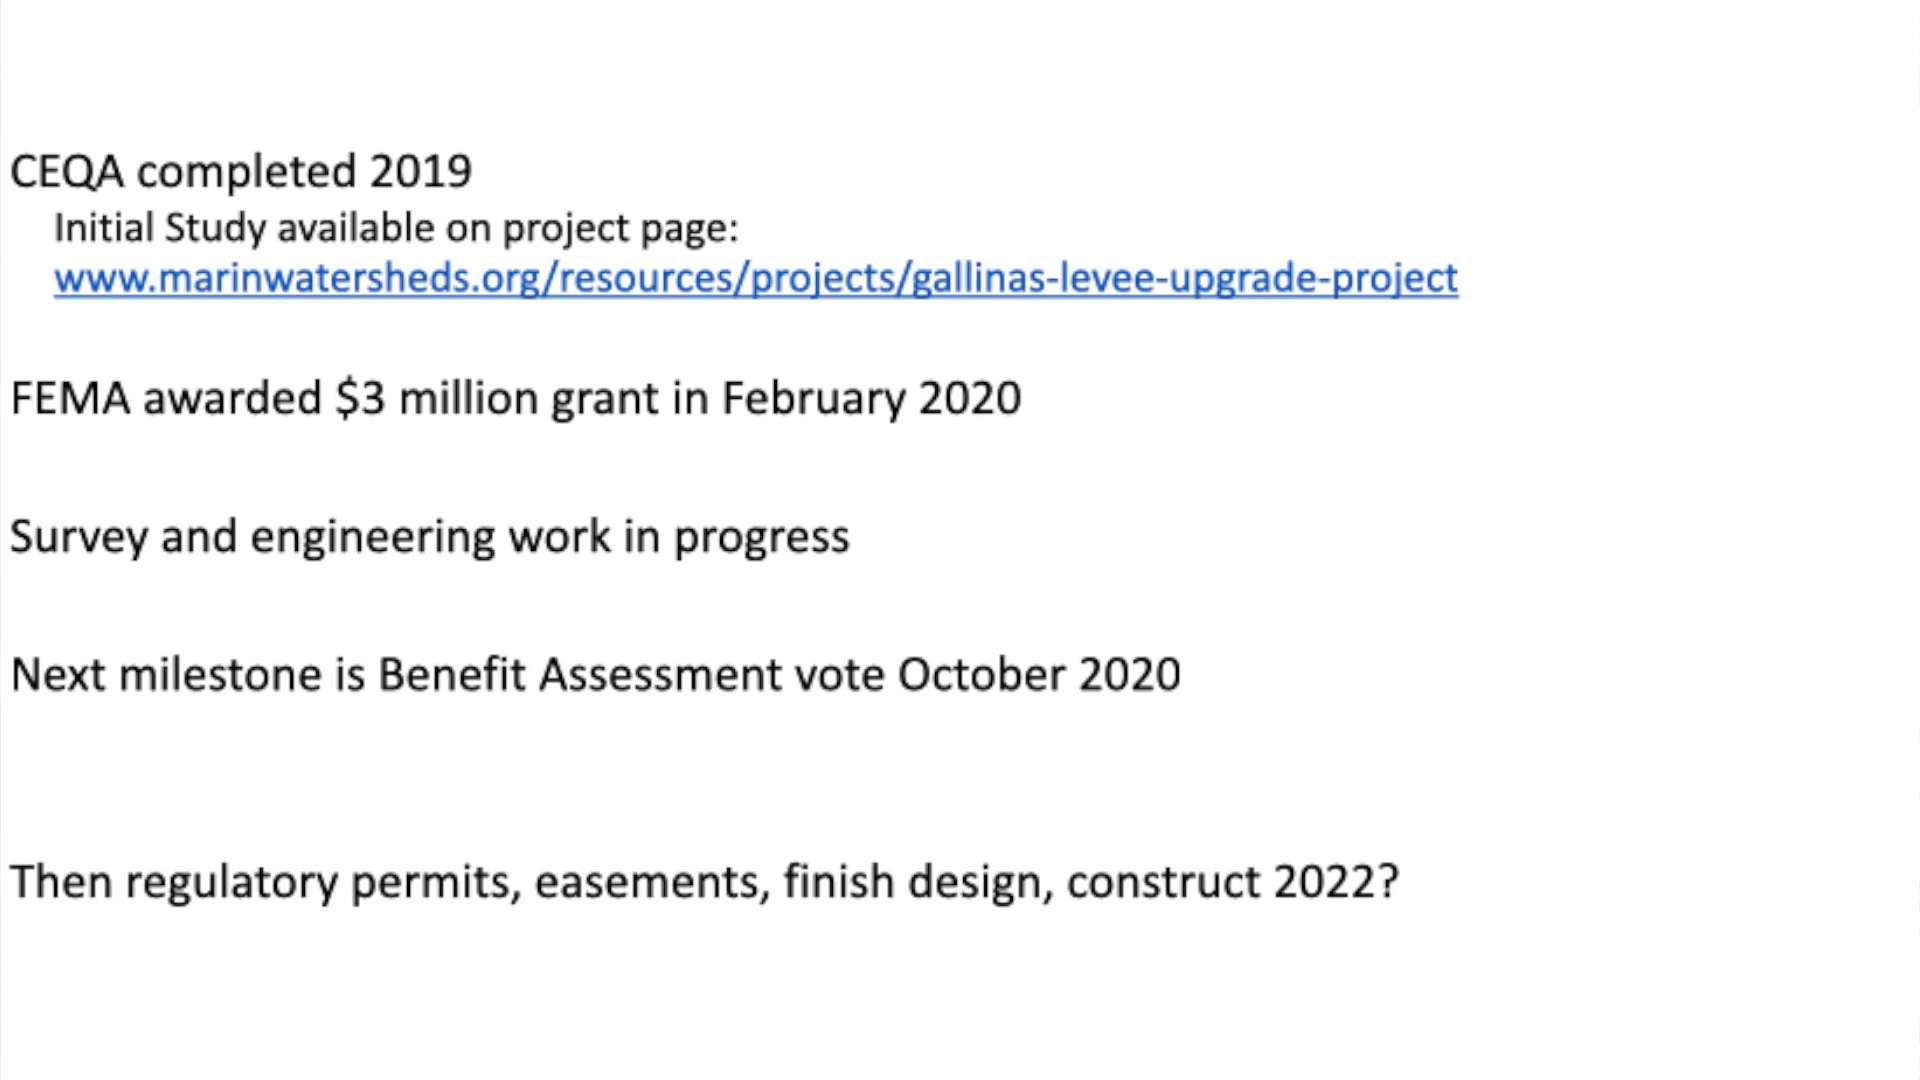 CEQA completed 2019
Initial Study available on project page:
www.marinwatersheds.org/resources/projects/gallinas-levee-upgrade-project
FEMA awarded $3 million grant in February 2020
Survey and engineering work in progress
Next milestone is Benefit Assessment vote October 2020
Then regulatory permits, easements, finish design, construct 2022?